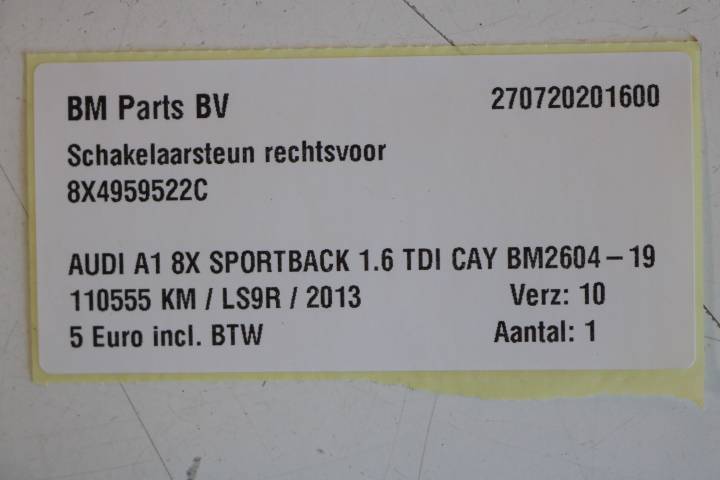 BM Parts BV 270720201600
Schakelaarsteun rechtsvoor
8X4959522C
AUDI A1 8X SPORTBACK 1.6 TDI CAY BM2604-19
110555 KM / LS9R / 2013 Verz: 10
5 Euro incl. BTW Aantal: 1